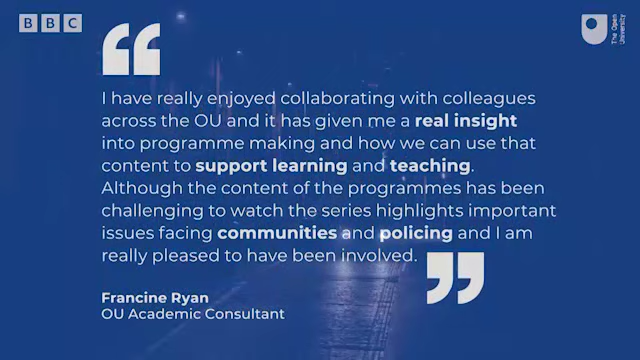 BBC
The Open
University
I have really enjoyed collaborating with colleagues
across the OU and it has given me a real insight
into programme making and how we can use that
content to support learning and teaching.
Although the content of the programmes has been
challenging to watch the series highlights important
issues facing communities and policing and I am
really pleased to have been involved.
Francine Ryan
OU Academic Consultant